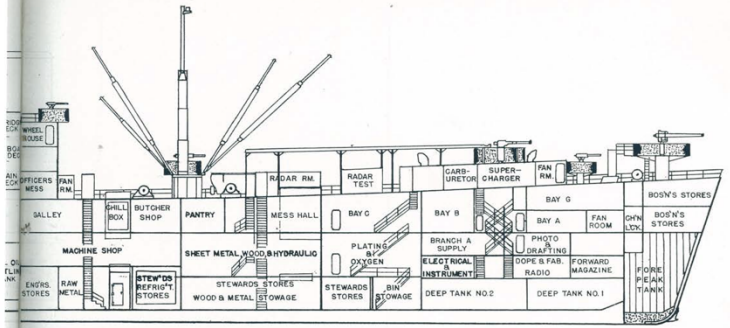 WHEEL
HOUSE
OFFICERS
MESS
FAN
RM.
RADAR RM.
RADAR
TEST
CARB-
URETOR
SUPER-
CHARGER
FAN
RM.
GALLEY
CHILL
BOX
BUTCHER
SHOP
PANTRY
MESS HALL
BAY C
BAY B
BAY G
BAY A
FAN
ROOM
CH'N
LCK.
BOS'N'S STORES
BOS'N'S
STORES
MACHINE SHOP
SHEET METAL, WOOD, & HYDRAULIC
PLATING
&
OXYGEN
BRANCH A
SUPPLY
PHOTO
&
DRAFTING
ELECTRICAL
&
INSTRUMENT
DOPE & FAB.
RADIO
FORWARD
MAGAZINE
FORE
PEAK
TANK
ENG'RS.
STORES
RAW
METAL
STEW'DS
REFRIG'T.
STORES
STEWARDS STORES
WOOD & METAL STOWAGE
STEWARDS
STORES
BIN
STOWAGE
DEEP TANK NO.2
DEEP TANK NO.1